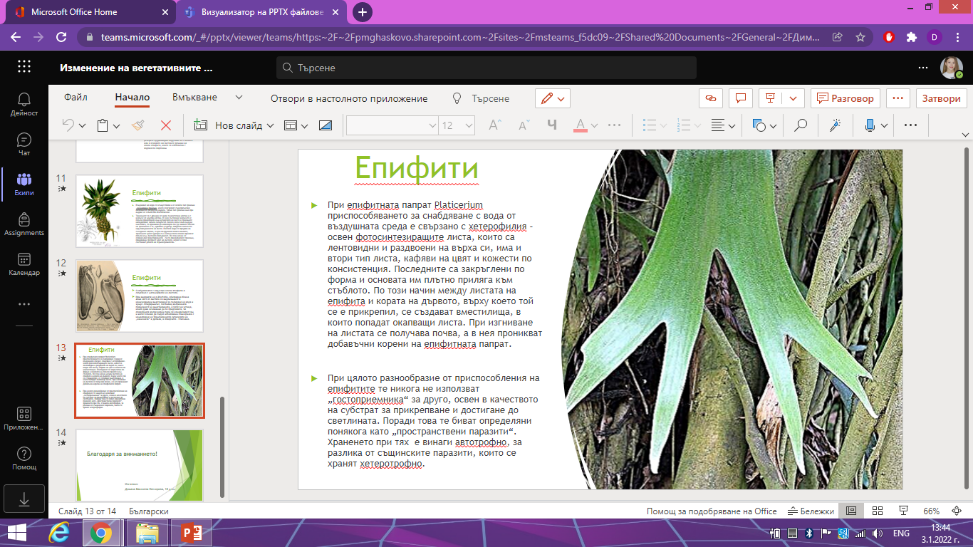 Microsoft Office Home
Визуализатор на PPTX файлове
teams.microsoft.com/_#/pptx/viewer/teams/https:~2F~2Fpmghaskovo.sharepoint.com~2Fsites~2Fmsteams_f5dc09~2FShared%20Documents~2FGeneral~2FДим...
D
Изменение на вегетативните ...
Търсене
Файл
Начало
Вмъкване
Отвори в настолното приложение
Търсене
Разговор
Затвори
Нов слайд
12
Ч
Дейност
Чат
Екипи
Assignments
Календар
Приложен...
Помощ
11
Епифити
12
Епифити
13
Епифити
14
Благодаря за вниманието!
Епифити
При епифитната папрат Platicerium
приспособяването за снабдяване с вода от
въздушната среда е свързано с хетерофилия -
освен фотосинтезиращите листа, които са
лентовидни и раздвоени на върха си, има и
втори тип листа, кафяви на цвят и кожести по
консистенция. Последните са закръглени по
форма и основата им плътно приляга към
стъблото. По този начин между листата на
епифита и кората на дървото, върху което той
се е прикрепил, се създават вместилища, в
които попадат окапващи листа. При изгниване
на листата се получава почва, а в нея проникват
добавъчни корени на епифитната папрат.
При цялото разнообразие от приспособления на
епифитите те никога не използват
„гостоприемника“ за друго, освен в качеството
на субстрат за прикрепване и достигане до
светлината. Поради това те биват определяни
понякога като „пространствени паразити“.
Храненето при тях е винаги автотрофно, за
разлика от същинските паразити, които се
хранят хетеротрофно.
Слайд 13 от 14
Български
Помощ за подобряване на Office
Бележки
66%
ENG
13:44
3.1.2022 г.